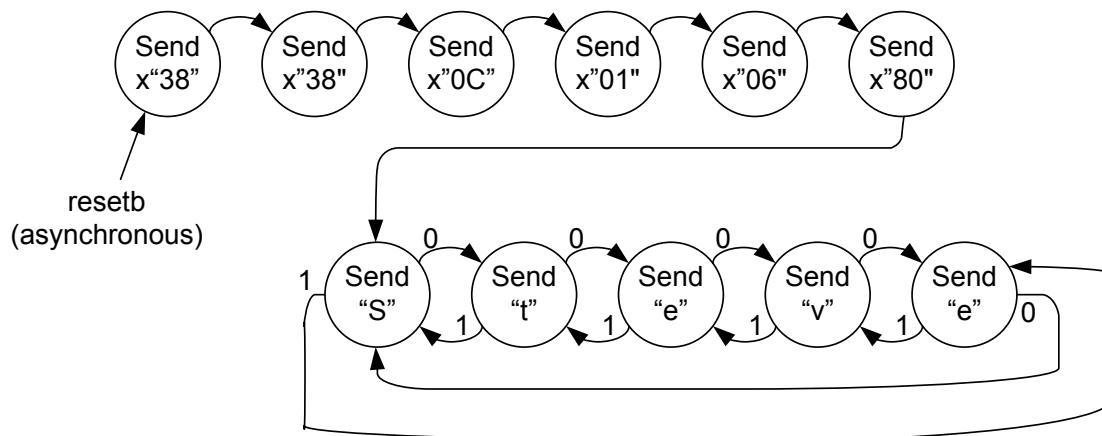 Send
x“38”
Send
x“38"
Send
x”0C”
Send
x”01"
Send
x”06"
Send
x”80"
resetb
(asynchronous)
0
0
0
0
1
Send
“S”
Send
“t”
Send
“e”
Send
“v”
Send
“e”
0
1
1
1
1